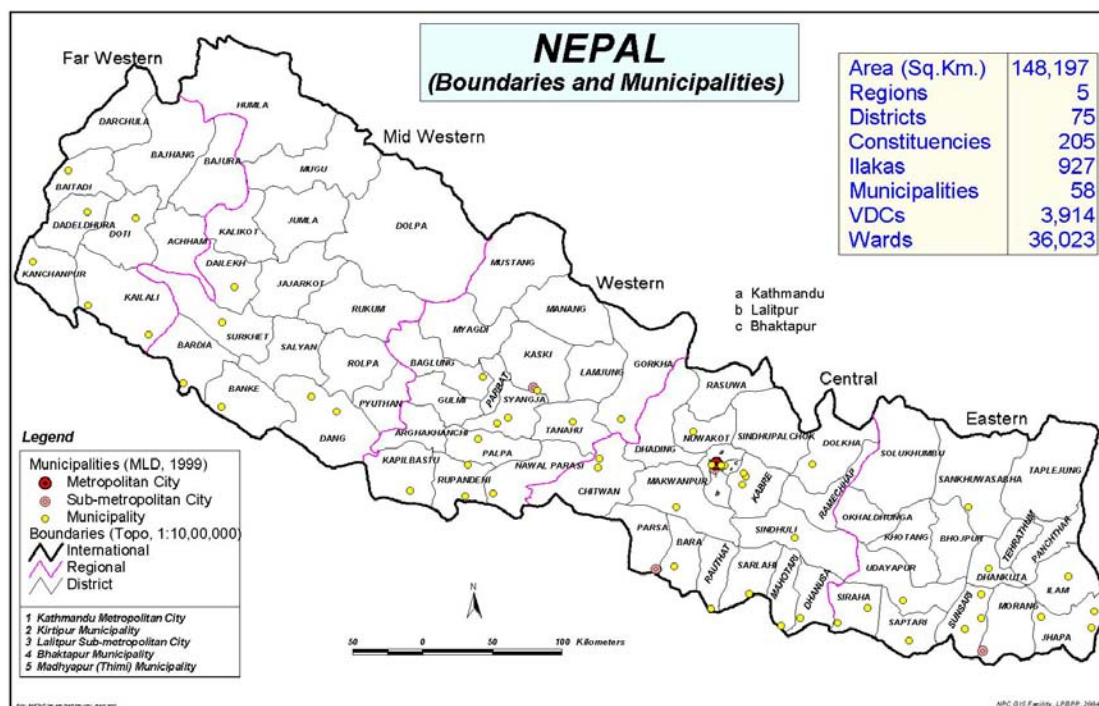 NEPAL
(Boundaries and Municipalities)
Area (Sq.Km.) 148,197
Regions 5
Districts 75
Constituencies 205
Ilakas 927
Municipalities 58
VDCs 3,914
Wards 36,023
Far Western
Mid Western
Western
Central
Eastern
a Kathmandu
b Lalitpur
c Bhaktapur
HUMLA
DARCHULA
BAJHANG
BAJURA
MUGU
BAITADI
DADELDHURA
DOTI
ACHHAM
KALIKOT
JUMLA
DOLPA
KANCHANPUR
KAILALI
DAILEKH
JAJARKOT
MUSTANG
SURKHET
RUKUM
BARDIA
SALYAN
ROLPA
BANKE
PYUTHAN
DANG
MYAGDI
MANANG
BAGLUNG
PARBAT
KASKI
LAMJUNG
GORKHA
GULMI
SYANGJA
ARGHAKHANCHI
TANAHU
PALPA
KAPILBASTU
RUPANDEHI
NAWAL PARASI
CHITWAN
RASUWA
NUWAKOT
SINDHUPALCHOK
DOLKHA
DHADING
a
c
b
MAKWANPUR
KABRE
RAMECHHAP
SOLUKHUMBU
SANKHUWASABHA
TAPLEJUNG
OKHALDHUNGA
KHOTANG
BHOJPUR
TEHRATHUM
PANCHTHAR
PARSA
BARA
RAUTHAT
SARLAHI
SINDHULI
MAHOTARI
DHANUSA
UDAYAPUR
DHANKUTA
ILAM
SIRAHA
SAPTARI
SUNSARI
MORANG
JHAPA
Legend
Municipalities (MLD, 1999)
Metropolitan City
Sub-metropolitan City
Municipality
Boundaries (Topo, 1:10,00,000)
International
Regional
District
1 Kathmandu Metropolitan City
2 Kirtipur Municipality
3 Lalitpur Sub-metropolitan City
4 Bhaktapur Municipality
5 Madhyapur (Thimi) Municipality
N
50 0 50 100 Kilometers
NPC GIS Facility, LPBPP, 2004